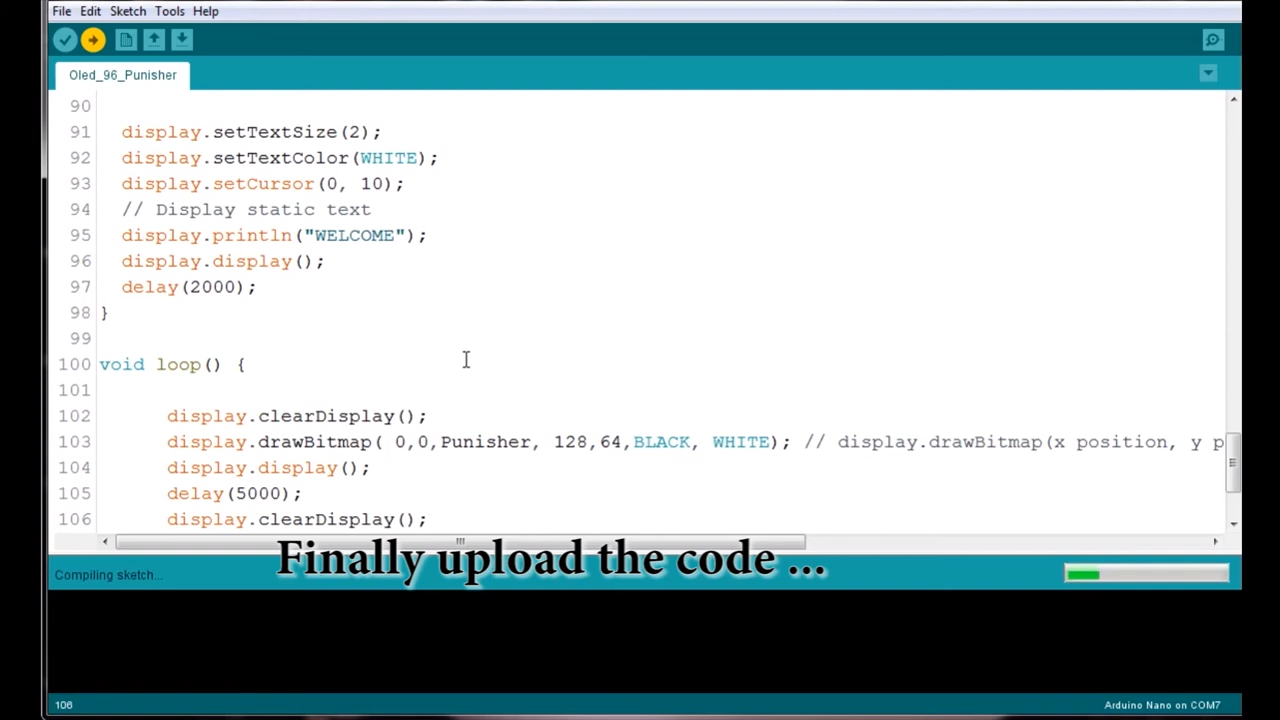 File Edit Sketch Tools Help
Oled_96_Punisher
90
91 display.setTextSize(2);
92 display.setTextColor(WHITE);
93 display.setCursor(0, 10);
94 // Display static text
95 display.println("WELCOME");
96 display.display();
97 delay(2000);
98 }
99
100 void loop() {
101
102 display.clearDisplay();
103 display.drawBitmap( 0,0,Punisher, 128,64,BLACK, WHITE); // display.drawBitmap(x position, y p
104 display.display();
105 delay(5000);
106 display.clearDisplay();
Finally upload the code ...
Compiling sketch...
106 Arduino Nano on COM7